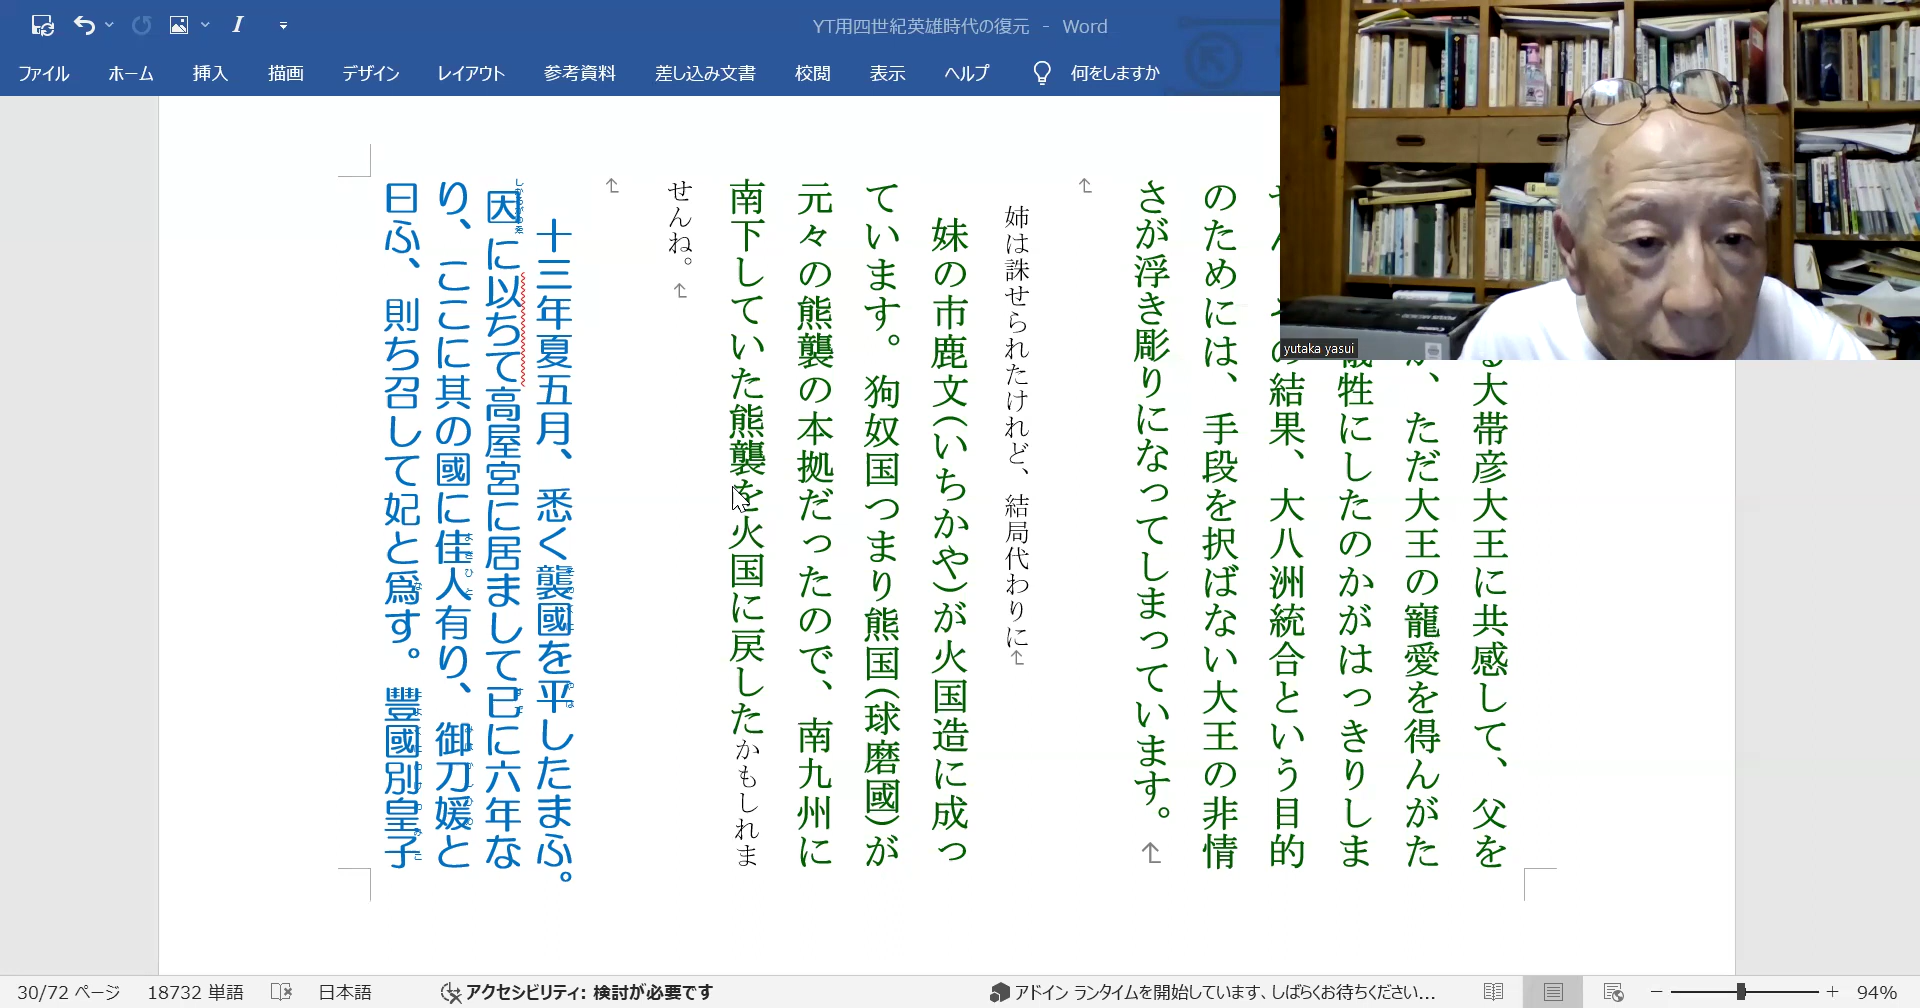 YT用四世紀英雄時代の復元 - Word
ファイル ホーム 挿入 描画 デザイン レイアウト 参考資料 差し込み文書 校閲 表示 ヘルプ 何をしますか
yutaka yasui
る大帯彦大王に共感して、父を
、ただ大王の寵愛を得んがた
犠牲にしたのかがはっきりしま
の結果、大八洲統合という目的
のためには、手段を択ばない大王の非情
さが浮き彫りになってしまっています。
姉は誅せられたけれど、結局代わりに
妹の市鹿文(いちかや)が火国造に成っ
ています。狗奴国つまり熊国(球磨國)が
元々の熊襲の本拠だったので、南九州に
南下していた熊襲を火国に戻したかもしれま
せんね。
十三年夏五月、悉く襲國を平したまふ。
因に以ちて高屋宮に居まして已に六年な
り、ここに其の國に佳人有り、御刀媛と
曰ふ、則ち召して妃と爲す。豐國別皇子
30/72 ページ 18732 単語 日本語 アクセシビリティ: 検討が必要です アドイン ランタイムを開始しています、しばらくお待ちください... 94%